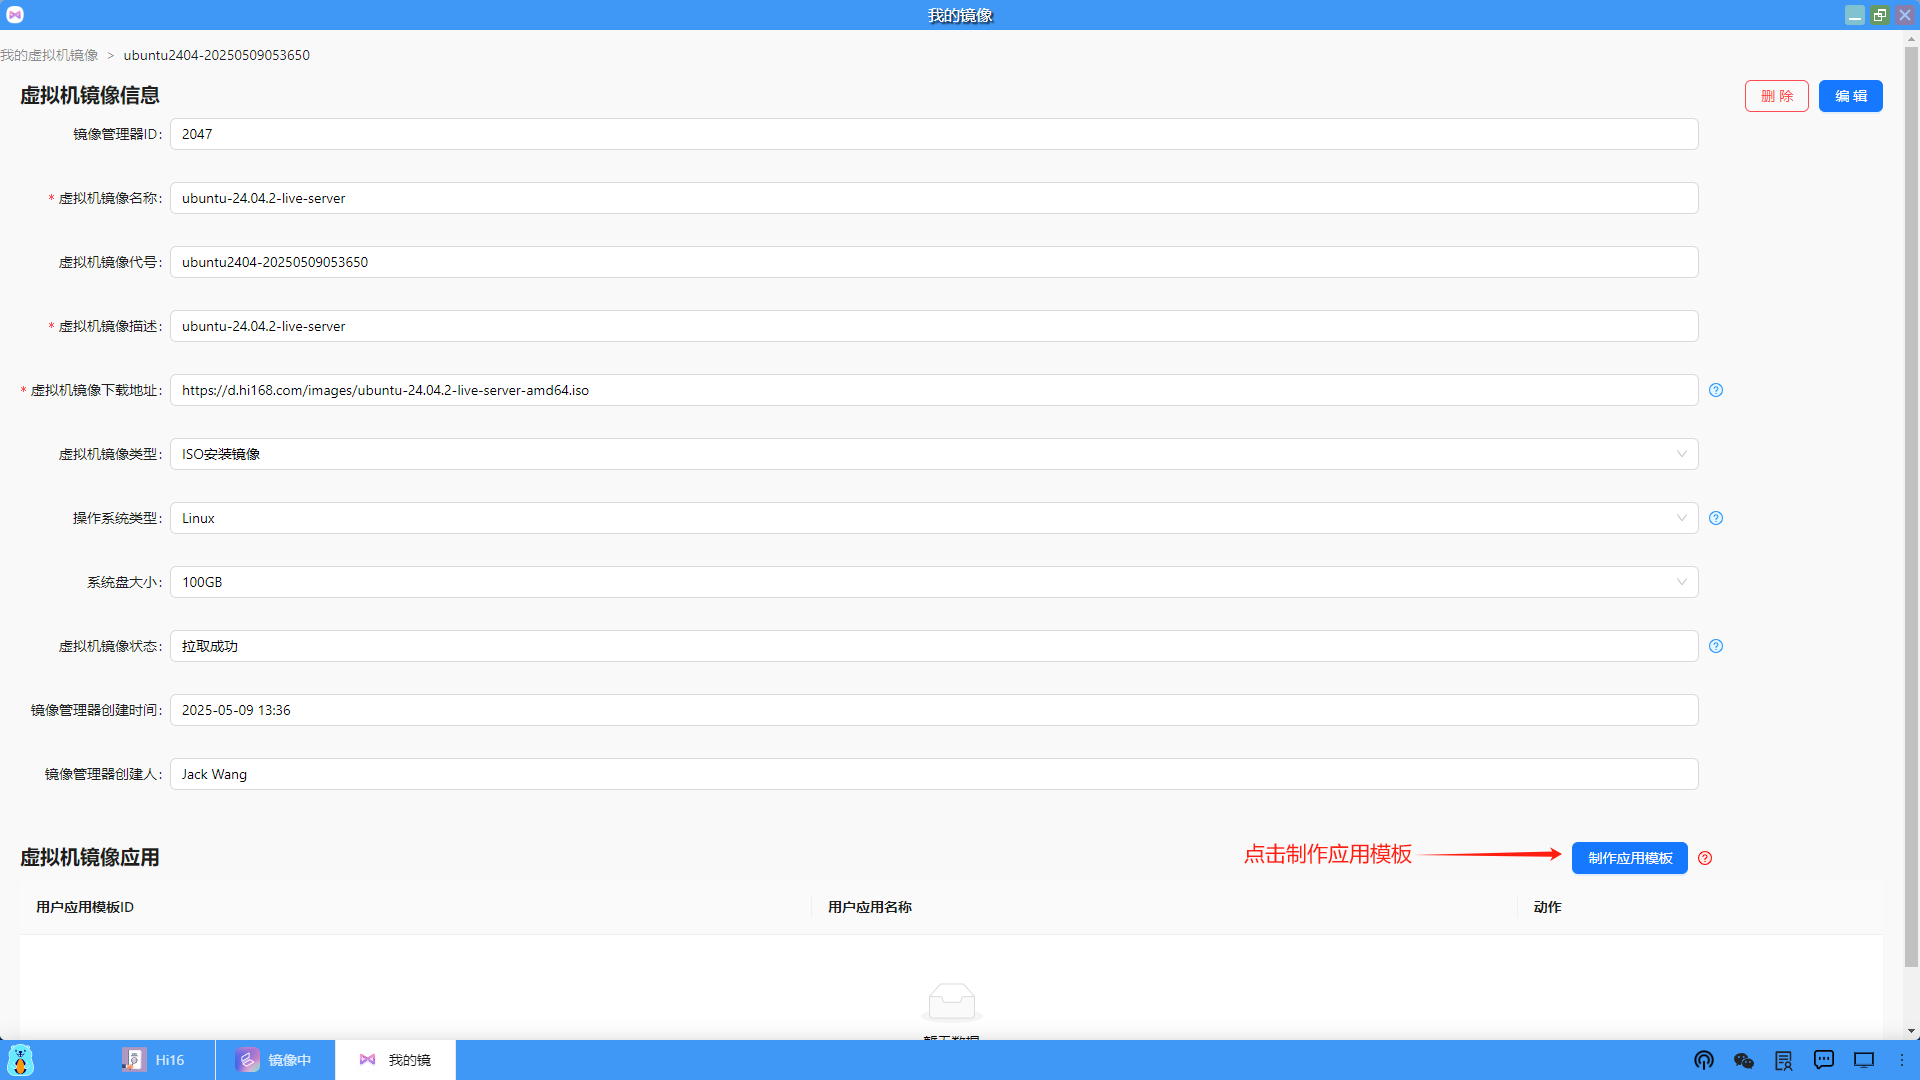 我的镜像
我的虚拟机镜像 > ubuntu2404-20250509053650
虚拟机镜像信息
删 除
编 辑
镜像管理器ID: 2047
* 虚拟机镜像名称: ubuntu-24.04.2-live-server
虚拟机镜像代号: ubuntu2404-20250509053650
* 虚拟机镜像描述: ubuntu-24.04.2-live-server
* 虚拟机镜像下载地址: https://d.hi168.com/images/ubuntu-24.04.2-live-server-amd64.iso
虚拟机镜像类型: ISO安装镜像
操作系统类型: Linux
系统盘大小: 100GB
虚拟机镜像状态: 拉取成功
镜像管理器创建时间: 2025-05-09 13:36
镜像管理器创建人: Jack Wang
虚拟机镜像应用
点击制作应用模板
制作应用模板
用户应用模板ID 用户应用名称 动作
Hi16 镜像中 我的镜